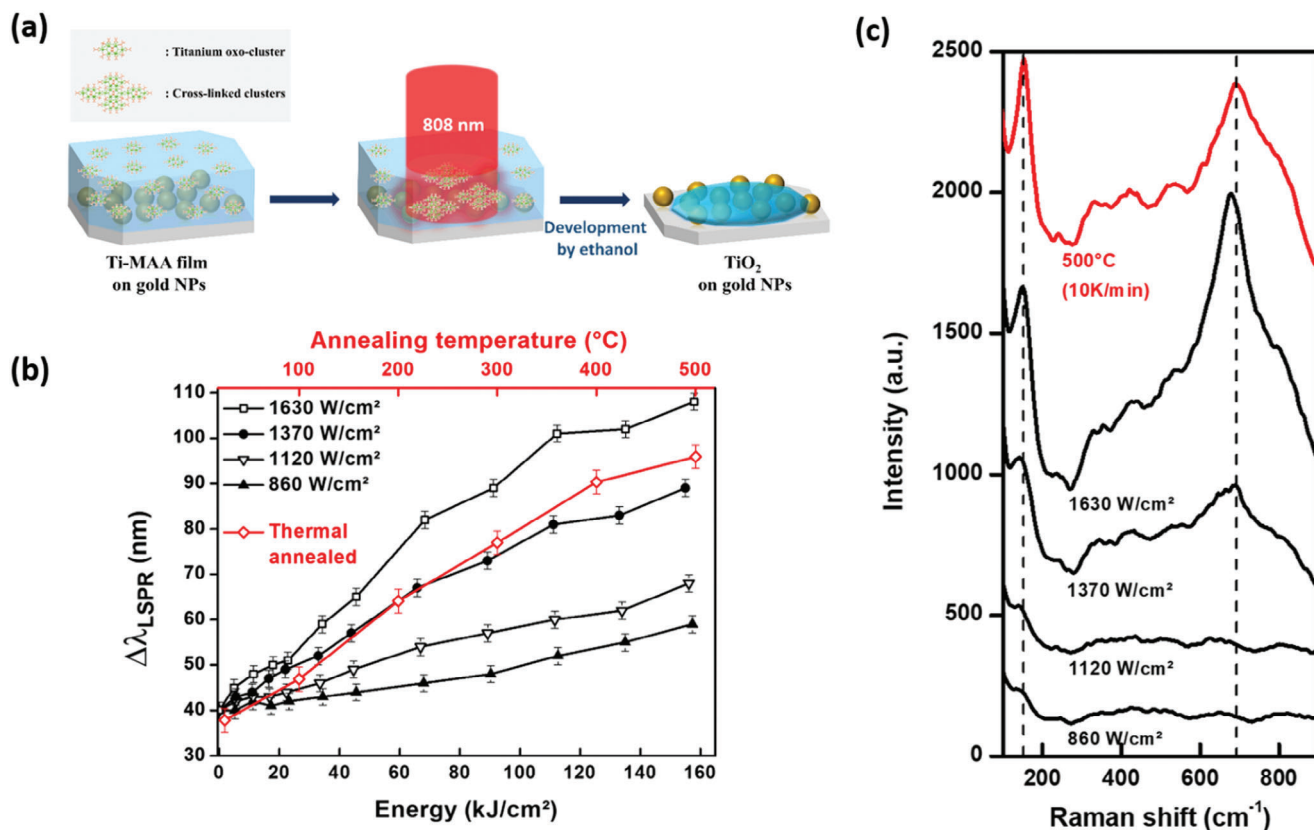 (a)
: Titanium oxo-cluster
: Cross-linked clusters
808 nm
Development
by ethanol
Ti-MAA film
on gold NPs
TiO₂
on gold NPs
(b)
Annealing temperature (°C)
100 200 300 400 500
110
100
90
80
70
60
50
40
30
1630 W/cm²
1370 W/cm²
1120 W/cm²
860 W/cm²
Thermal
annealed
ΔλLSPR (nm)
0 20 40 60 80 100 120 140 160
Energy (kJ/cm²)
(c)
2500
2000
1500
1000
500
0
Intensity (a.u.)
500°C
(10K/min)
1630 W/cm²
1370 W/cm²
1120 W/cm²
860 W/cm²
200 400 600 800
Raman shift (cm⁻¹)